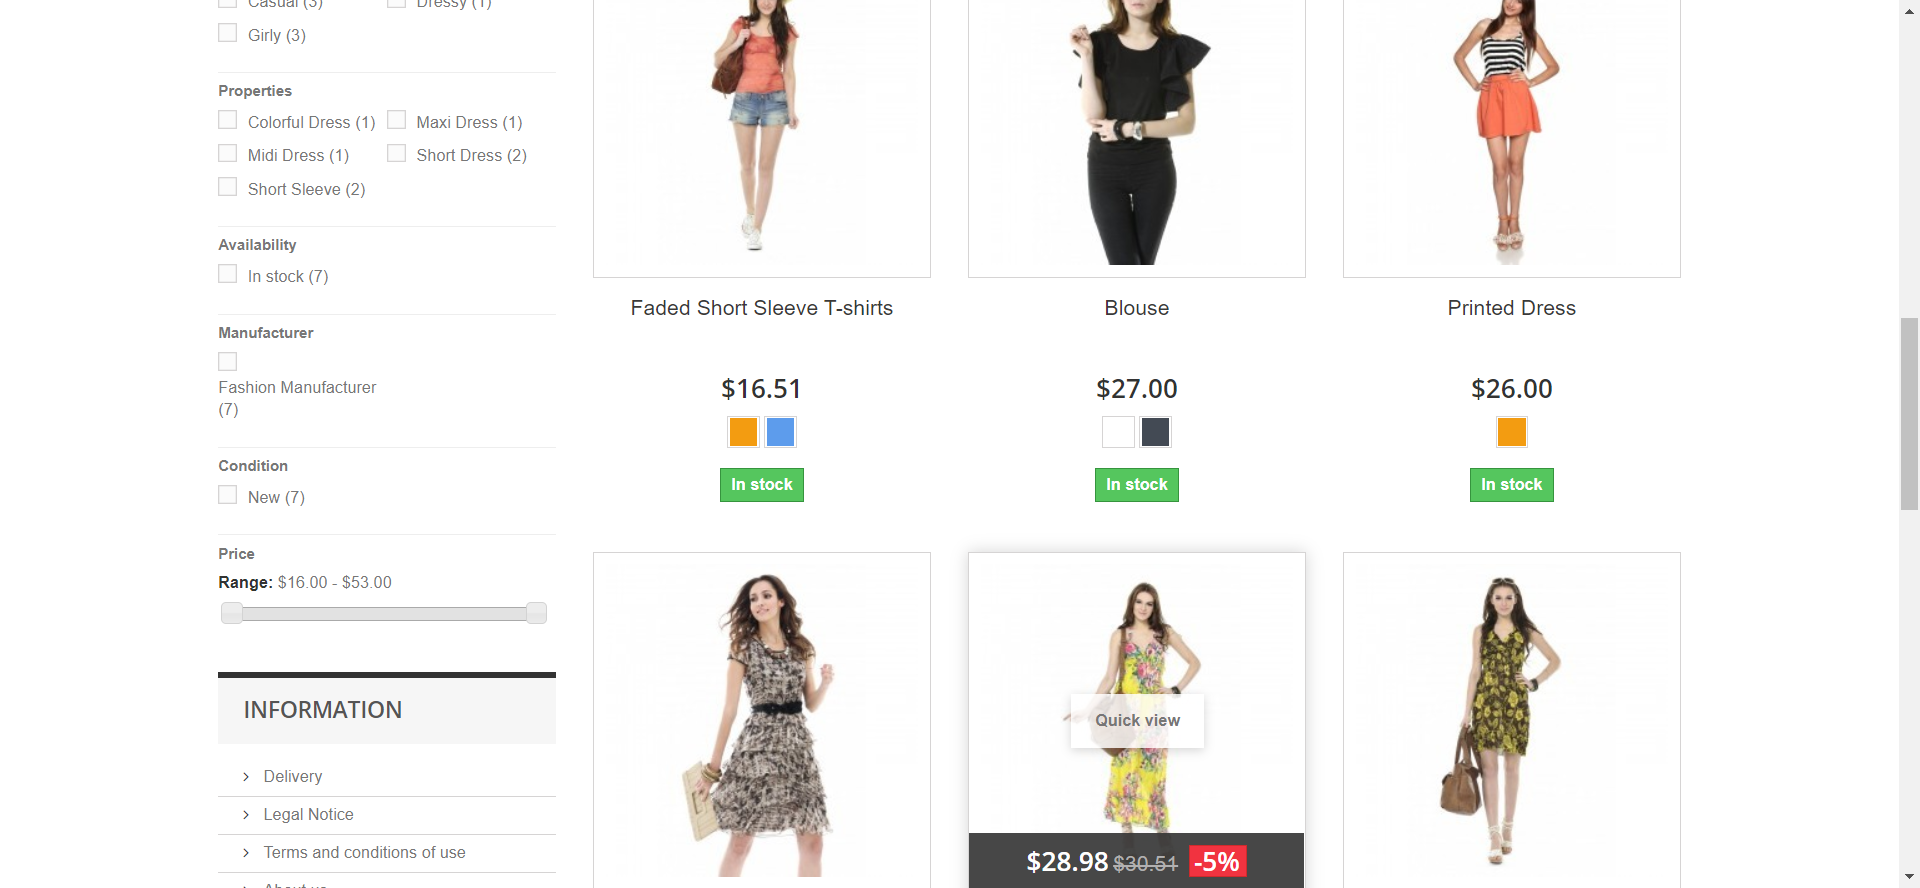 Casual (3) Dressy (1)
Girly (3)
Properties
Colorful Dress (1) Maxi Dress (1)
Midi Dress (1) Short Dress (2)
Short Sleeve (2)
Availability
In stock (7)
Manufacturer
Fashion Manufacturer
(7)
Condition
New (7)
Price
Range: $16.00 - $53.00
INFORMATION
Delivery
Legal Notice
Terms and conditions of use
About us
Faded Short Sleeve T-shirts
$16.51
In stock
Blouse
$27.00
In stock
Printed Dress
$26.00
In stock
Quick view
$28.98 $30.51 -5%